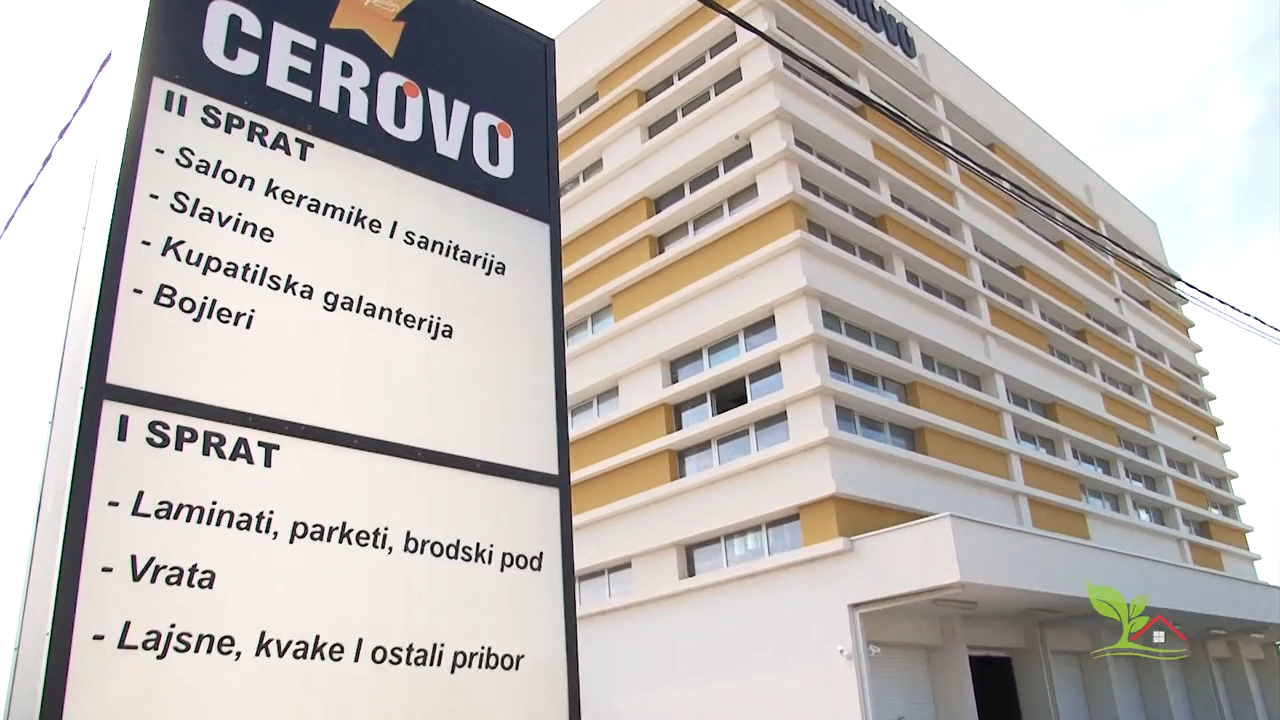 CEROVO
II SPRAT
- Salon keramike I sanitarija
- Slavine
- Kupatilska galanterija
- Bojleri
I SPRAT
- Laminati, parketi, brodski pod
- Vrata
- Lajsne, kvake I ostali pribor
CEROVO